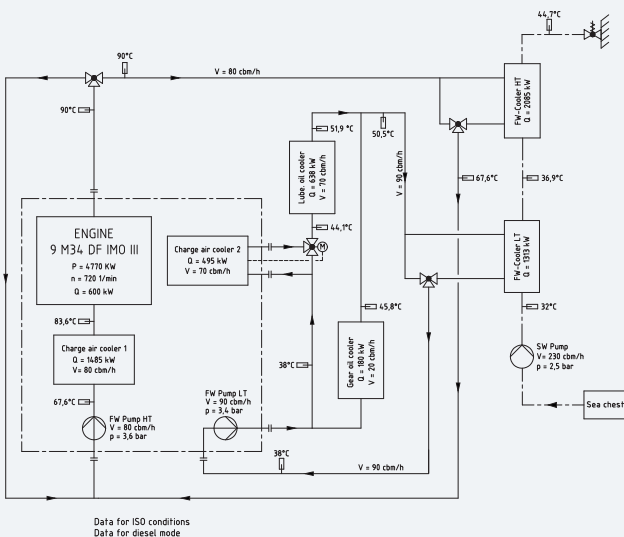 44,7°C
90°C
V = 80 cbm/h
FW-Cooler HT
Q = 2085 kW
90°C
51,9 °C
50,5°C
Lube. oil cooler
Q = 638 kW
V = 70 cbm/h
V = 90 cbm/h
67,6°C
36,9°C
44,1°C
ENGINE
9 M34 DF IMO III
P = 4770 KW
n = 720 1/min
Q = 600 kW
Charge air cooler 2
Q = 495 kW
V = 70 cbm/h
M
FW-Cooler LT
Q = 1313 kW
45,8°C
32°C
83,6°C
Charge air cooler 1
Q = 1485 kW
V= 80 cbm/h
38°C
Gear oil cooler
Q = 180 kW
V = 20 cbm/h
SW Pump
V= 230 cbm/h
p = 2,5 bar
67,6°C
FW Pump HT
V = 80 cbm/h
p = 3,6 bar
FW Pump LT
V = 90 cbm/h
p = 3,4 bar
Sea chest
38°C
V = 90 cbm/h
Data for ISO conditions
Data for diesel mode